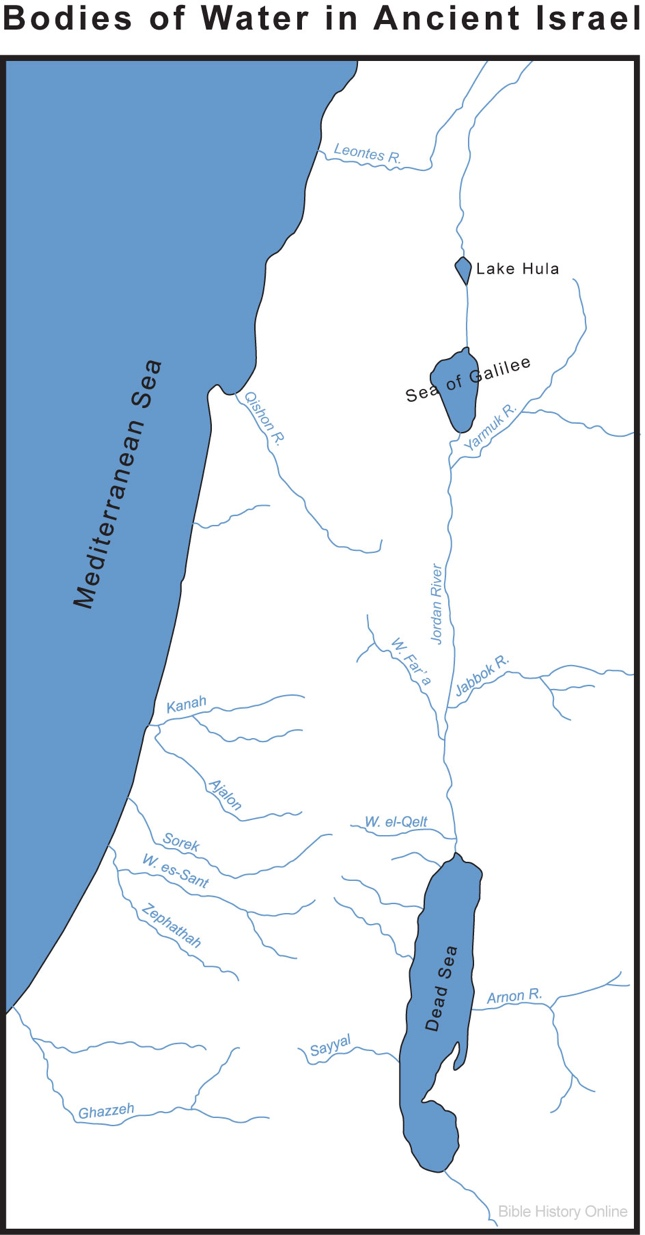 Bodies of Water in Ancient Israel
Leontes R.
Lake Hula
Mediterranean Sea
Sea of Galilee
Qishon R.
Yarmuk R.
Jordan River
W. Far'a
Jabbok R.
Kanah
Ajalon
W. el-Qelt
Sorek
W. es-Sant
Zephathah
Dead Sea
Arnon R.
Sayyal
Ghazzeh
Bible History Online